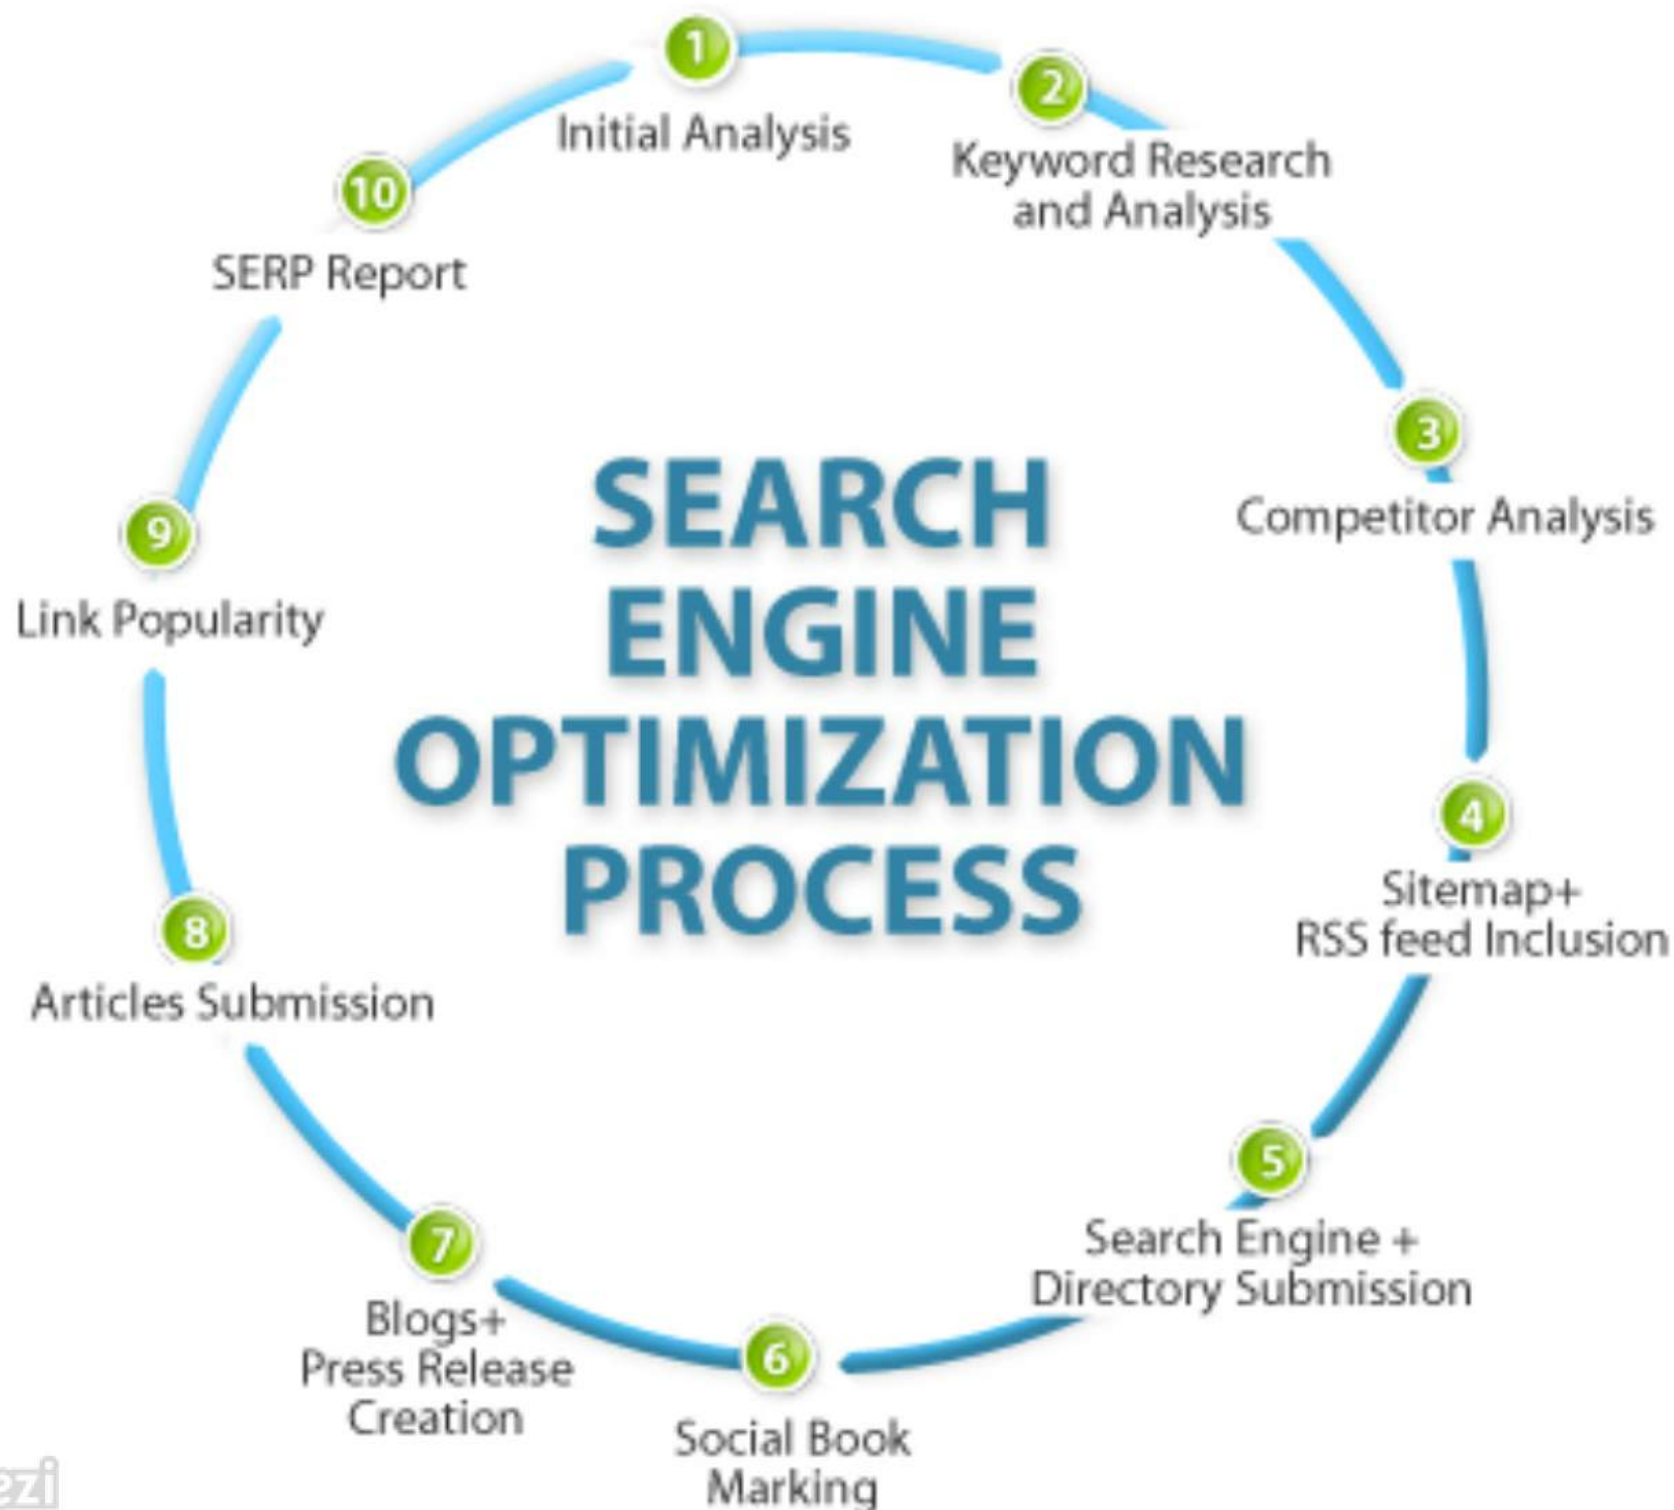 1
Initial Analysis
2
Keyword Research
and Analysis
3
Competitor Analysis
4
Sitemap+
RSS feed Inclusion
5
Search Engine +
Directory Submission
6
Social Book
Marking
7
Blogs+
Press Release
Creation
8
Articles Submission
9
Link Popularity
10
SERP Report
SEARCH
ENGINE
OPTIMIZATION
PROCESS
ezi